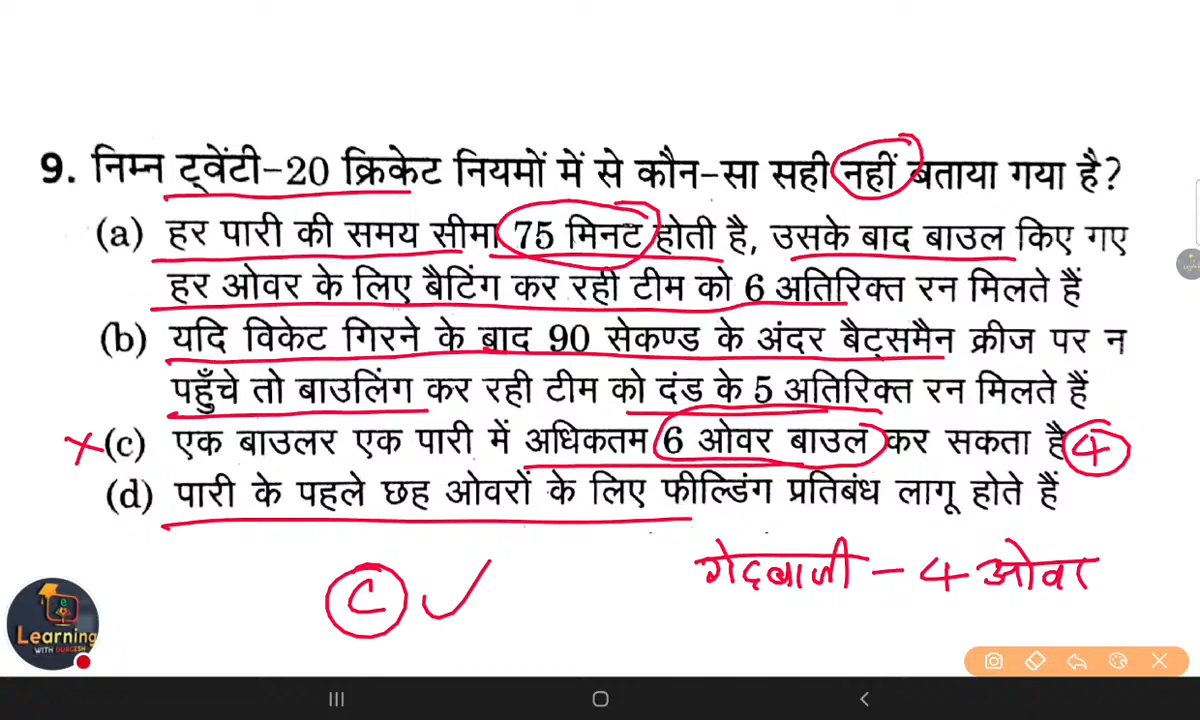 9. निम्न ट्वेंटी-20 क्रिकेट नियमों में से कौन-सा सही नहीं बताया गया है?
(a) हर पारी की समय सीमा 75 मिनट होती है, उसके बाद बाउल किए गए
हर ओवर के लिए बैटिंग कर रही टीम को 6 अतिरिक्त रन मिलते हैं
(b) यदि विकेट गिरने के बाद 90 सेकण्ड के अंदर बैट्समैन क्रीज पर न
पहुँचे तो बाउलिंग कर रही टीम को दंड के 5 अतिरिक्त रन मिलते हैं
x (c) एक बाउलर एक पारी में अधिकतम 6 ओवर बाउल कर सकता है 4
(d) पारी के पहले छह ओवरों के लिए फील्डिंग प्रतिबंध लागू होते हैं
गेदबाजी - 4 ओवर
C ✓
Learning
WITH DURGESH